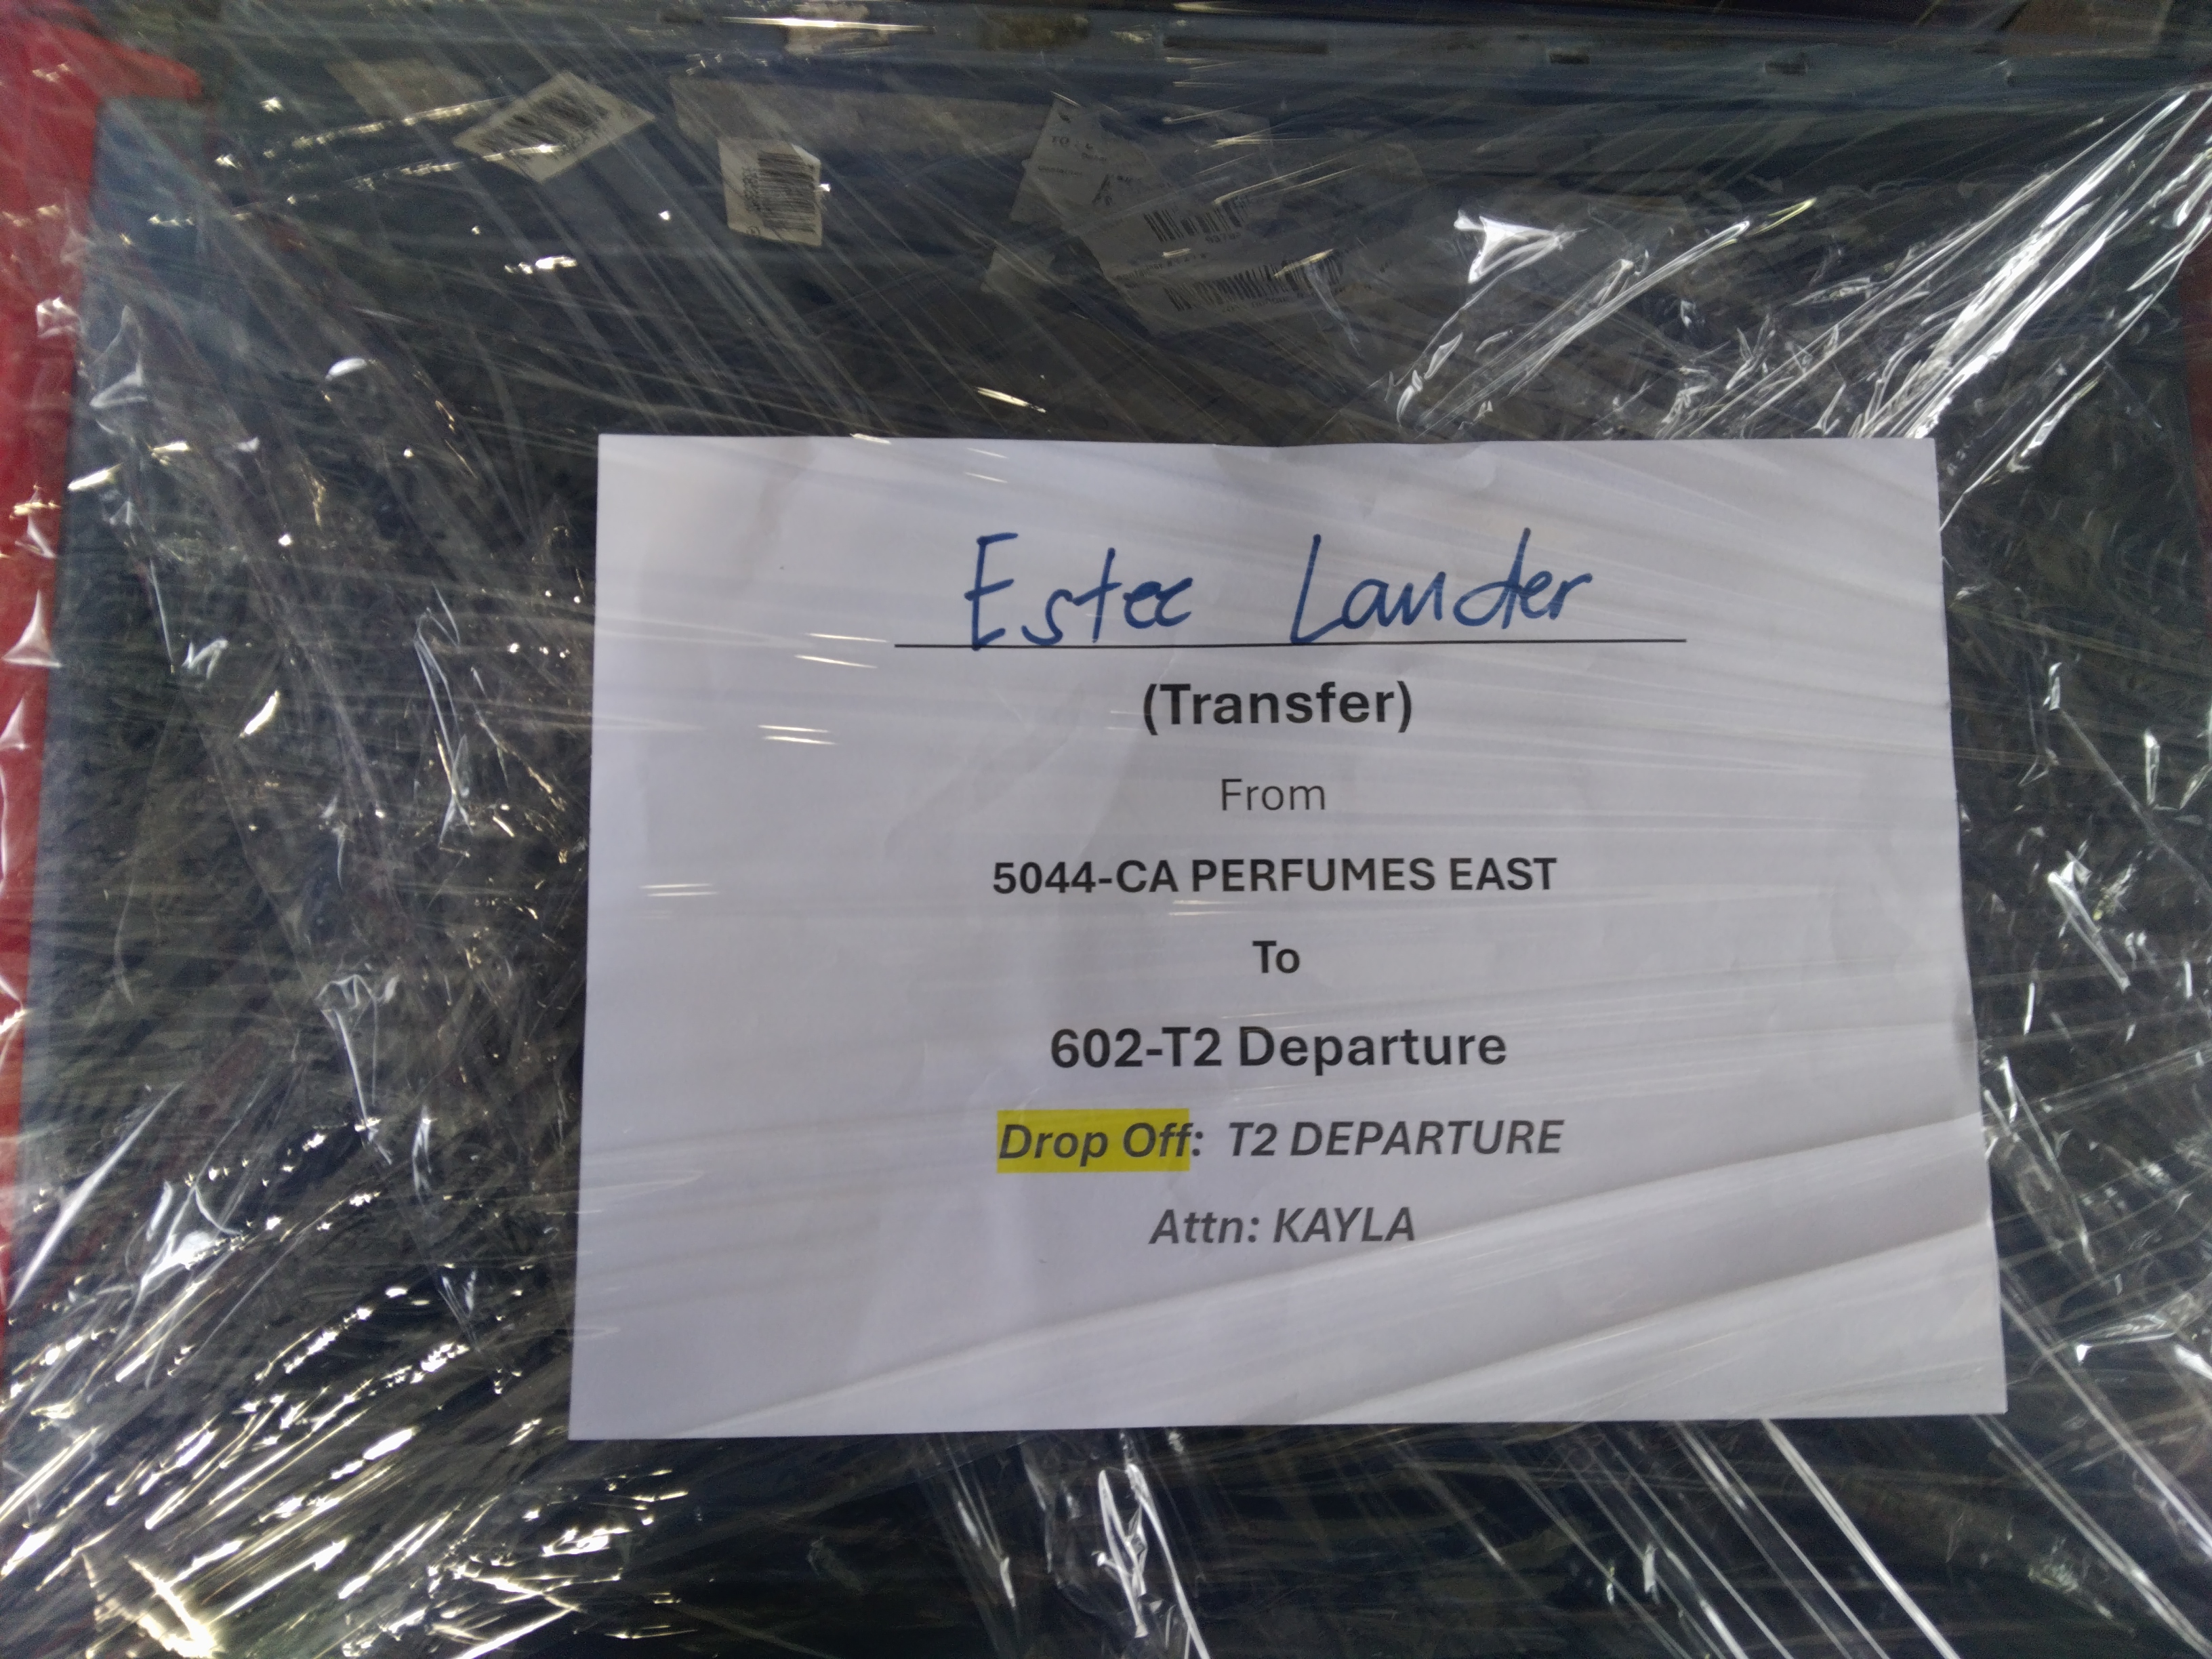 Estee Lauder
(Transfer)
From
5044-CA PERFUMES EAST
To
602-T2 Departure
Drop Off: T2 DEPARTURE
Attn: KAYLA